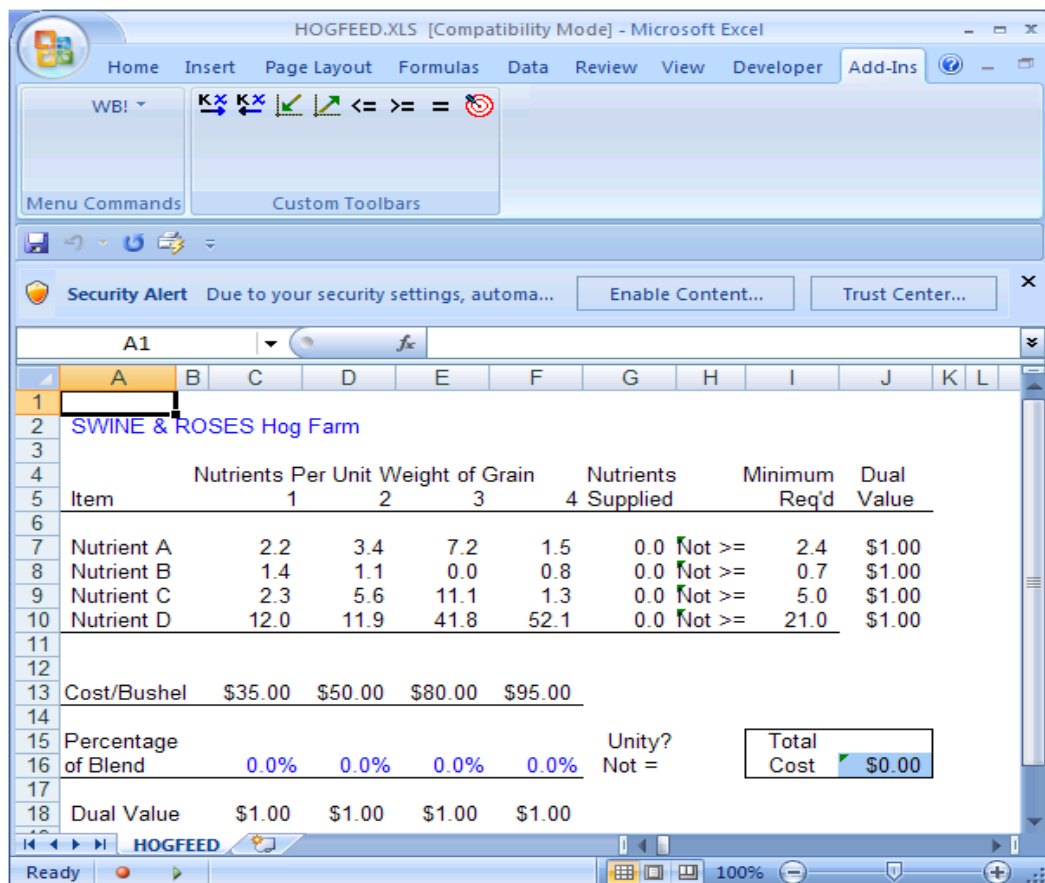 HOGFEED.XLS [Compatibility Mode] - Microsoft Excel
Home Insert Page Layout Formulas Data Review View Developer Add-Ins
WB!
<= >= =
Menu Commands Custom Toolbars
Security Alert Due to your security settings, automa... Enable Content... Trust Center...
A1 fx
A B C D E F G H I J K L
1
2 SWINE & ROSES Hog Farm
3
4 Nutrients Per Unit Weight of Grain Nutrients Minimum Dual
5 Item 1 2 3 4 Supplied Req'd Value
6
7 Nutrient A 2.2 3.4 7.2 1.5 0.0 Not >= 2.4 $1.00
8 Nutrient B 1.4 1.1 0.0 0.8 0.0 Not >= 0.7 $1.00
9 Nutrient C 2.3 5.6 11.1 1.3 0.0 Not >= 5.0 $1.00
10 Nutrient D 12.0 11.9 41.8 52.1 0.0 Not >= 21.0 $1.00
11
12
13 Cost/Bushel $35.00 $50.00 $80.00 $95.00
14
15 Percentage Unity? Total
16 of Blend 0.0% 0.0% 0.0% 0.0% Not = Cost $0.00
17
18 Dual Value $1.00 $1.00 $1.00 $1.00
HOGFEED
Ready 100%